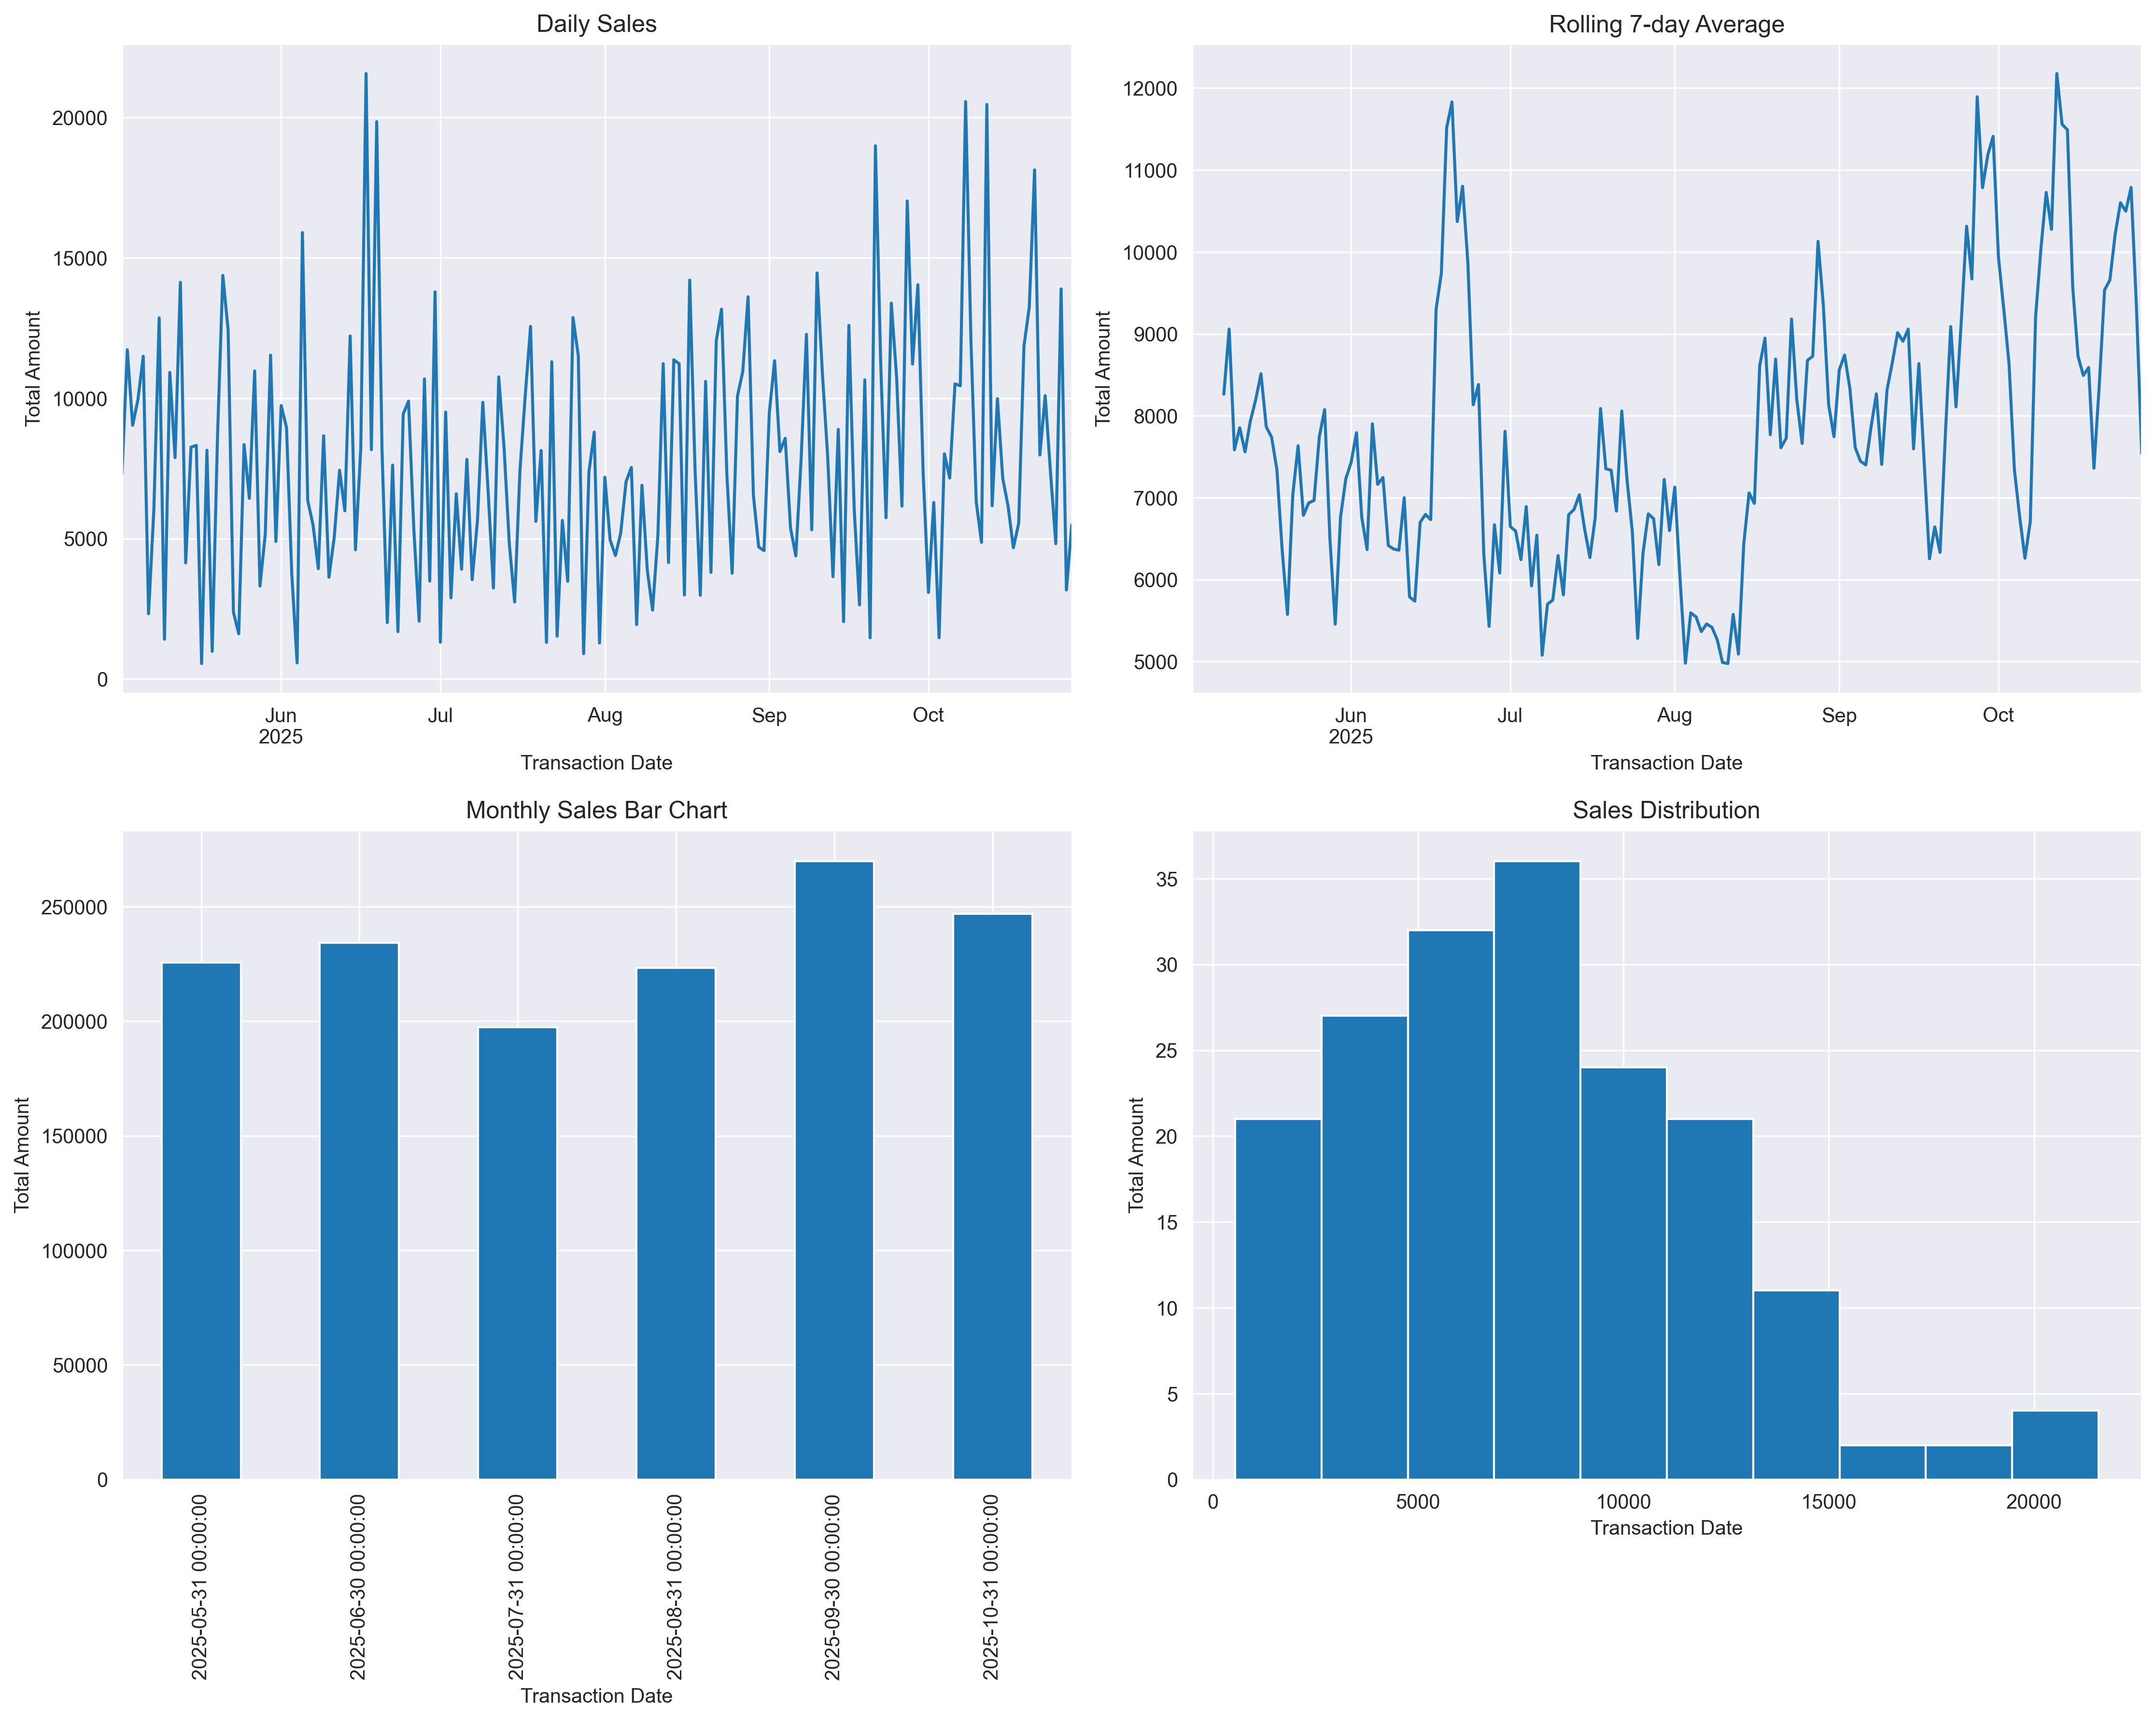 Daily Sales
Total Amount
20000
15000
10000
5000
0
Jun
2025
Jul
Aug
Sep
Oct
Transaction Date
Rolling 7-day Average
Total Amount
12000
11000
10000
9000
8000
7000
6000
5000
Jun
2025
Jul
Aug
Sep
Oct
Transaction Date
Monthly Sales Bar Chart
Total Amount
250000
200000
150000
100000
50000
0
2025-05-31 00:00:00
2025-06-30 00:00:00
2025-07-31 00:00:00
2025-08-31 00:00:00
2025-09-30 00:00:00
2025-10-31 00:00:00
Transaction Date
Sales Distribution
Total Amount
35
30
25
20
15
10
5
0
0
5000
10000
15000
20000
Transaction Date